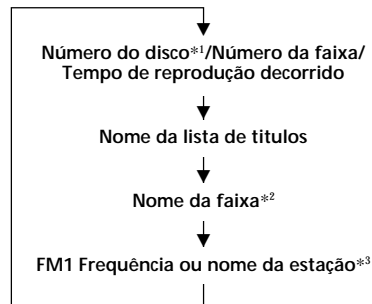 Número do disco*1/Número da faixa/
Tempo de reprodução decorrido
Nome da lista de titulos
Nome da faixa*2
FM1 Frequência ou nome da estação*3